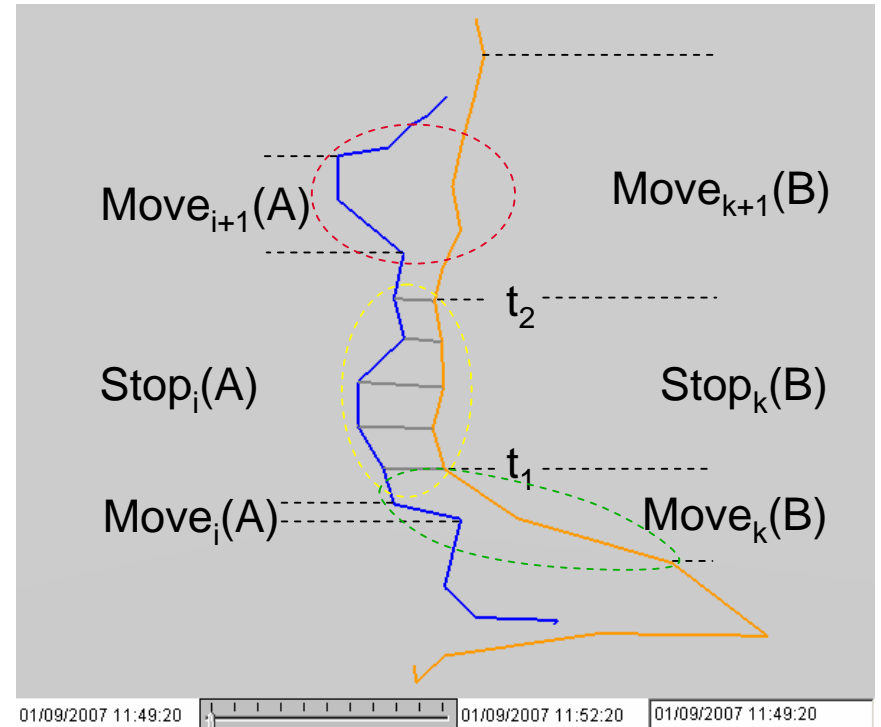 Move_{i+1}(A)
Move_{k+1}(B)
t_2
Stop_i(A)
Stop_k(B)
t_1
Move_i(A)
Move_k(B)
01/09/2007 11:49:20 01/09/2007 11:52:20 01/09/2007 11:49:20